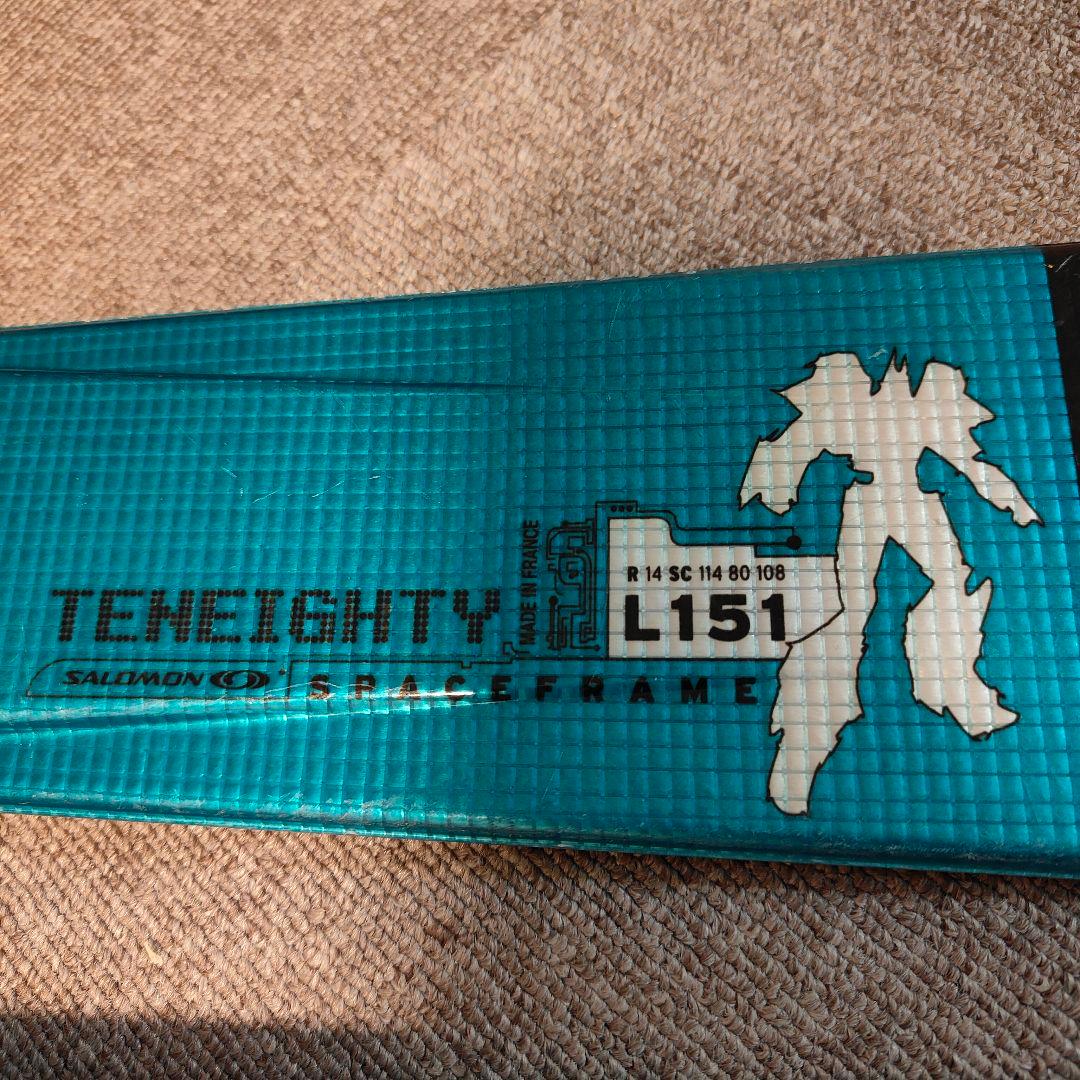 TENEIGHTY
SALOMON
SPACEFRAME
MADE IN FRANCE
R 14 SC 114 80 108
L151